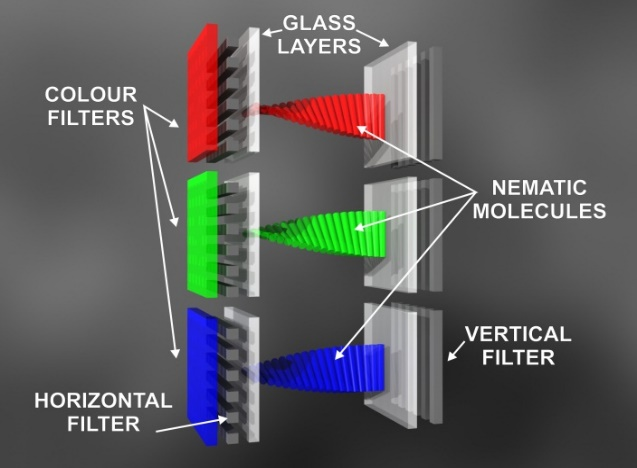 GLASS
LAYERS
COLOUR
FILTERS
NEMATIC
MOLECULES
VERTICAL
FILTER
HORIZONTAL
FILTER